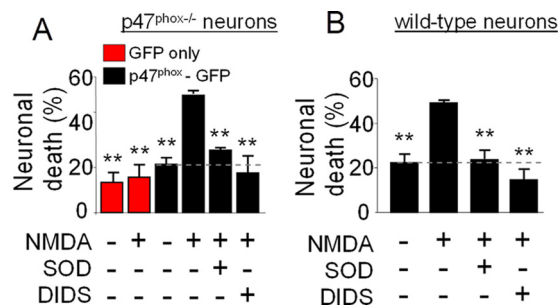 A p47phox-/- neurons
GFP only
p47phox - GFP
Neuronal death (%)
60
40
20
0
** ** ** ** **
NMDA - + - + + +
SOD - - - - + -
DIDS - - - - - +
B wild-type neurons
Neuronal death (%)
60
40
20
0
** ** **
NMDA - + + +
SOD - - + -
DIDS - - - +